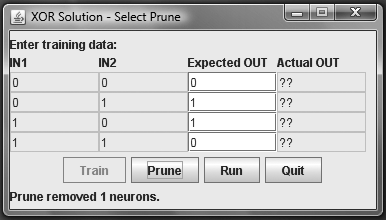 XOR Solution - Select Prune
Enter training data:
IN1 IN2 Expected OUT Actual OUT
0 0 0 ??
0 1 1 ??
1 0 1 ??
1 1 0 ??
Train Prune Run Quit
Prune removed 1 neurons.